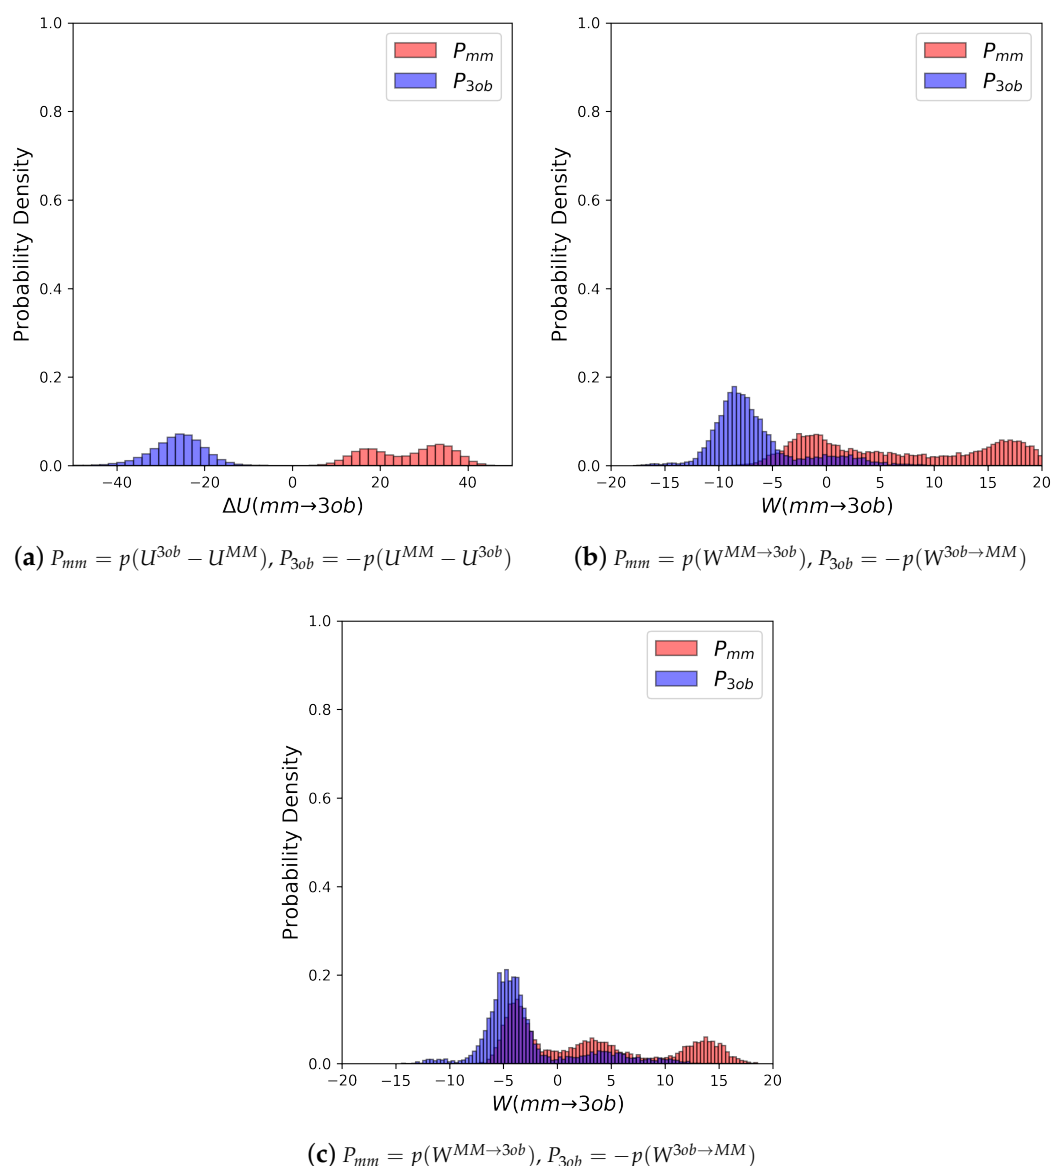 1.0
0.8
0.6
0.4
0.2
0.0
Probability Density
−40 −20 0 20 40
ΔU(mm→3ob)
P_mm
P_3ob
(a) P_mm = p(U^{3ob} − U^{MM}), P_3ob = −p(U^{MM} − U^{3ob})
1.0
0.8
0.6
0.4
0.2
0.0
Probability Density
−20 −15 −10 −5 0 5 10 15 20
W(mm→3ob)
P_mm
P_3ob
(b) P_mm = p(W^{MM→3ob}), P_3ob = −p(W^{3ob→MM})
1.0
0.8
0.6
0.4
0.2
0.0
Probability Density
−20 −15 −10 −5 0 5 10 15 20
W(mm→3ob)
P_mm
P_3ob
(c) P_mm = p(W^{MM→3ob}), P_3ob = −p(W^{3ob→MM})